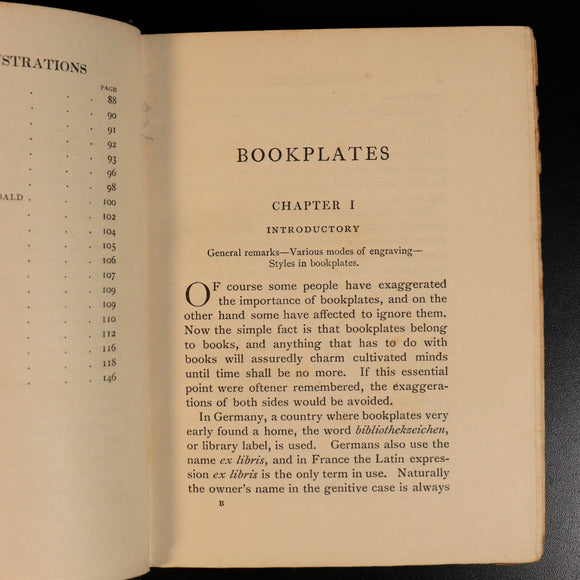 STRATIONS
PAGE
88
90
91
92
93
96
98
ALD . 100
102
104
105
106
107
109
109
110
112
116
118
146
BOOKPLATES
CHAPTER I
INTRODUCTORY
General remarks—Various modes of engraving—
Styles in bookplates.
OF course some people have exaggerated
the importance of bookplates, and on the
other hand some have affected to ignore them.
Now the simple fact is that bookplates belong
to books, and anything that has to do with
books will assuredly charm cultivated minds
until time shall be no more. If this essential
point were oftener remembered, the exaggera-
tions of both sides would be avoided.
In Germany, a country where bookplates very
early found a home, the word bibliothekzeichen,
or library label, is used. Germans also use the
name ex libris, and in France the Latin expres-
sion ex libris is the only term in use. Naturally
the owner's name in the genitive case is always
B